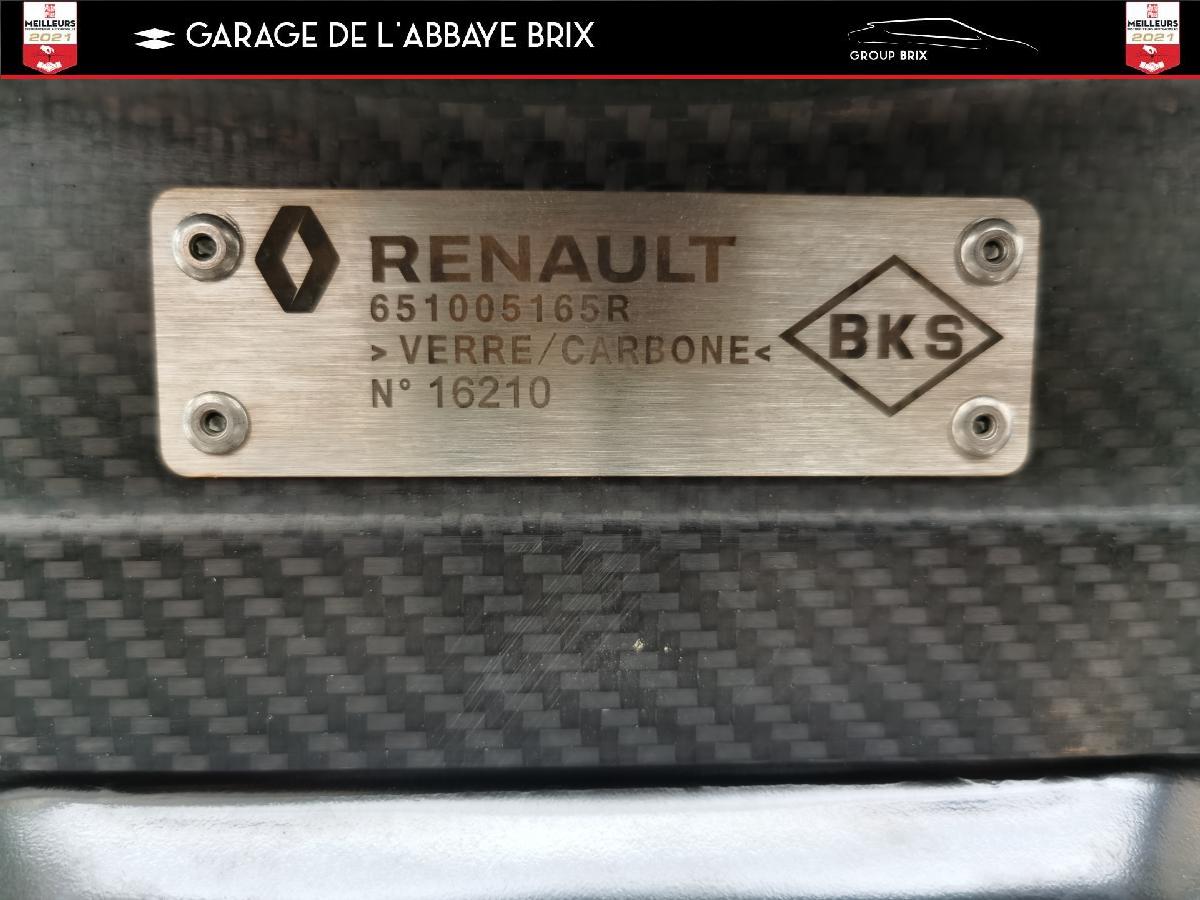 MEILLEURS
2021
GARAGE DE L'ABBAYE BRIX
GROUP BRIX
MEILLEURS
2021
RENAULT
651005165R
>VERRE/CARBONE<
N° 16210
BKS